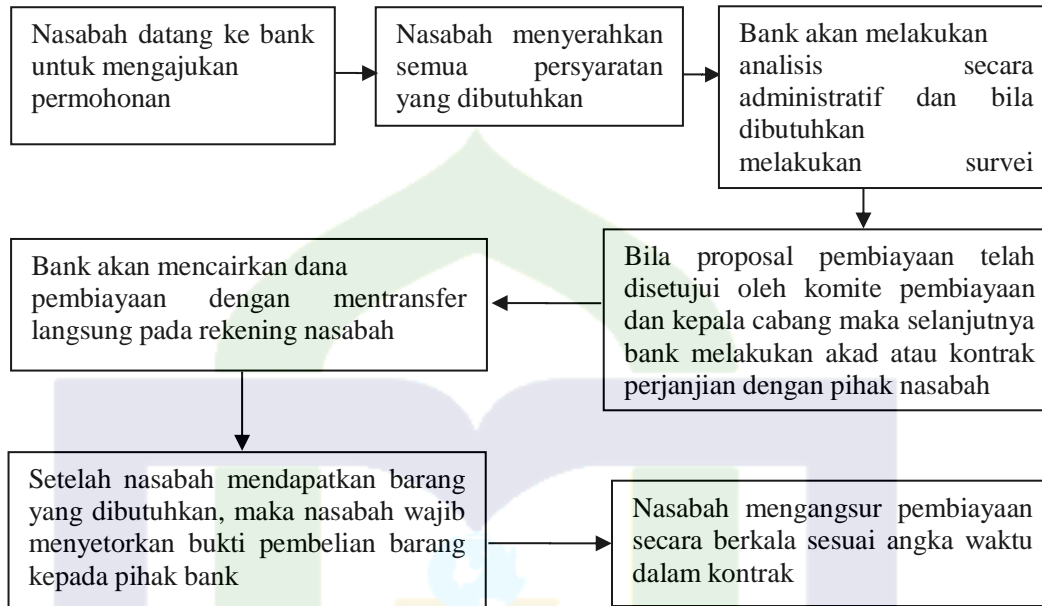 Nasabah datang ke bank
untuk mengajukan
permohonan
Nasabah menyerahkan
semua persyaratan
yang dibutuhkan
Bank akan melakukan
analisis secara
administratif dan bila
dibutuhkan
melakukan survei
Bila proposal pembiayaan telah
disetujui oleh komite pembiayaan
dan kepala cabang maka selanjutnya
bank melakukan akad atau kontrak
perjanjian dengan pihak nasabah
Bank akan mencairkan dana
pembiayaan dengan mentransfer
langsung pada rekening nasabah
Setelah nasabah mendapatkan barang
yang dibutuhkan, maka nasabah wajib
menyetorkan bukti pembelian barang
kepada pihak bank
Nasabah mengangsur pembiayaan
secara berkala sesuai angka waktu
dalam kontrak